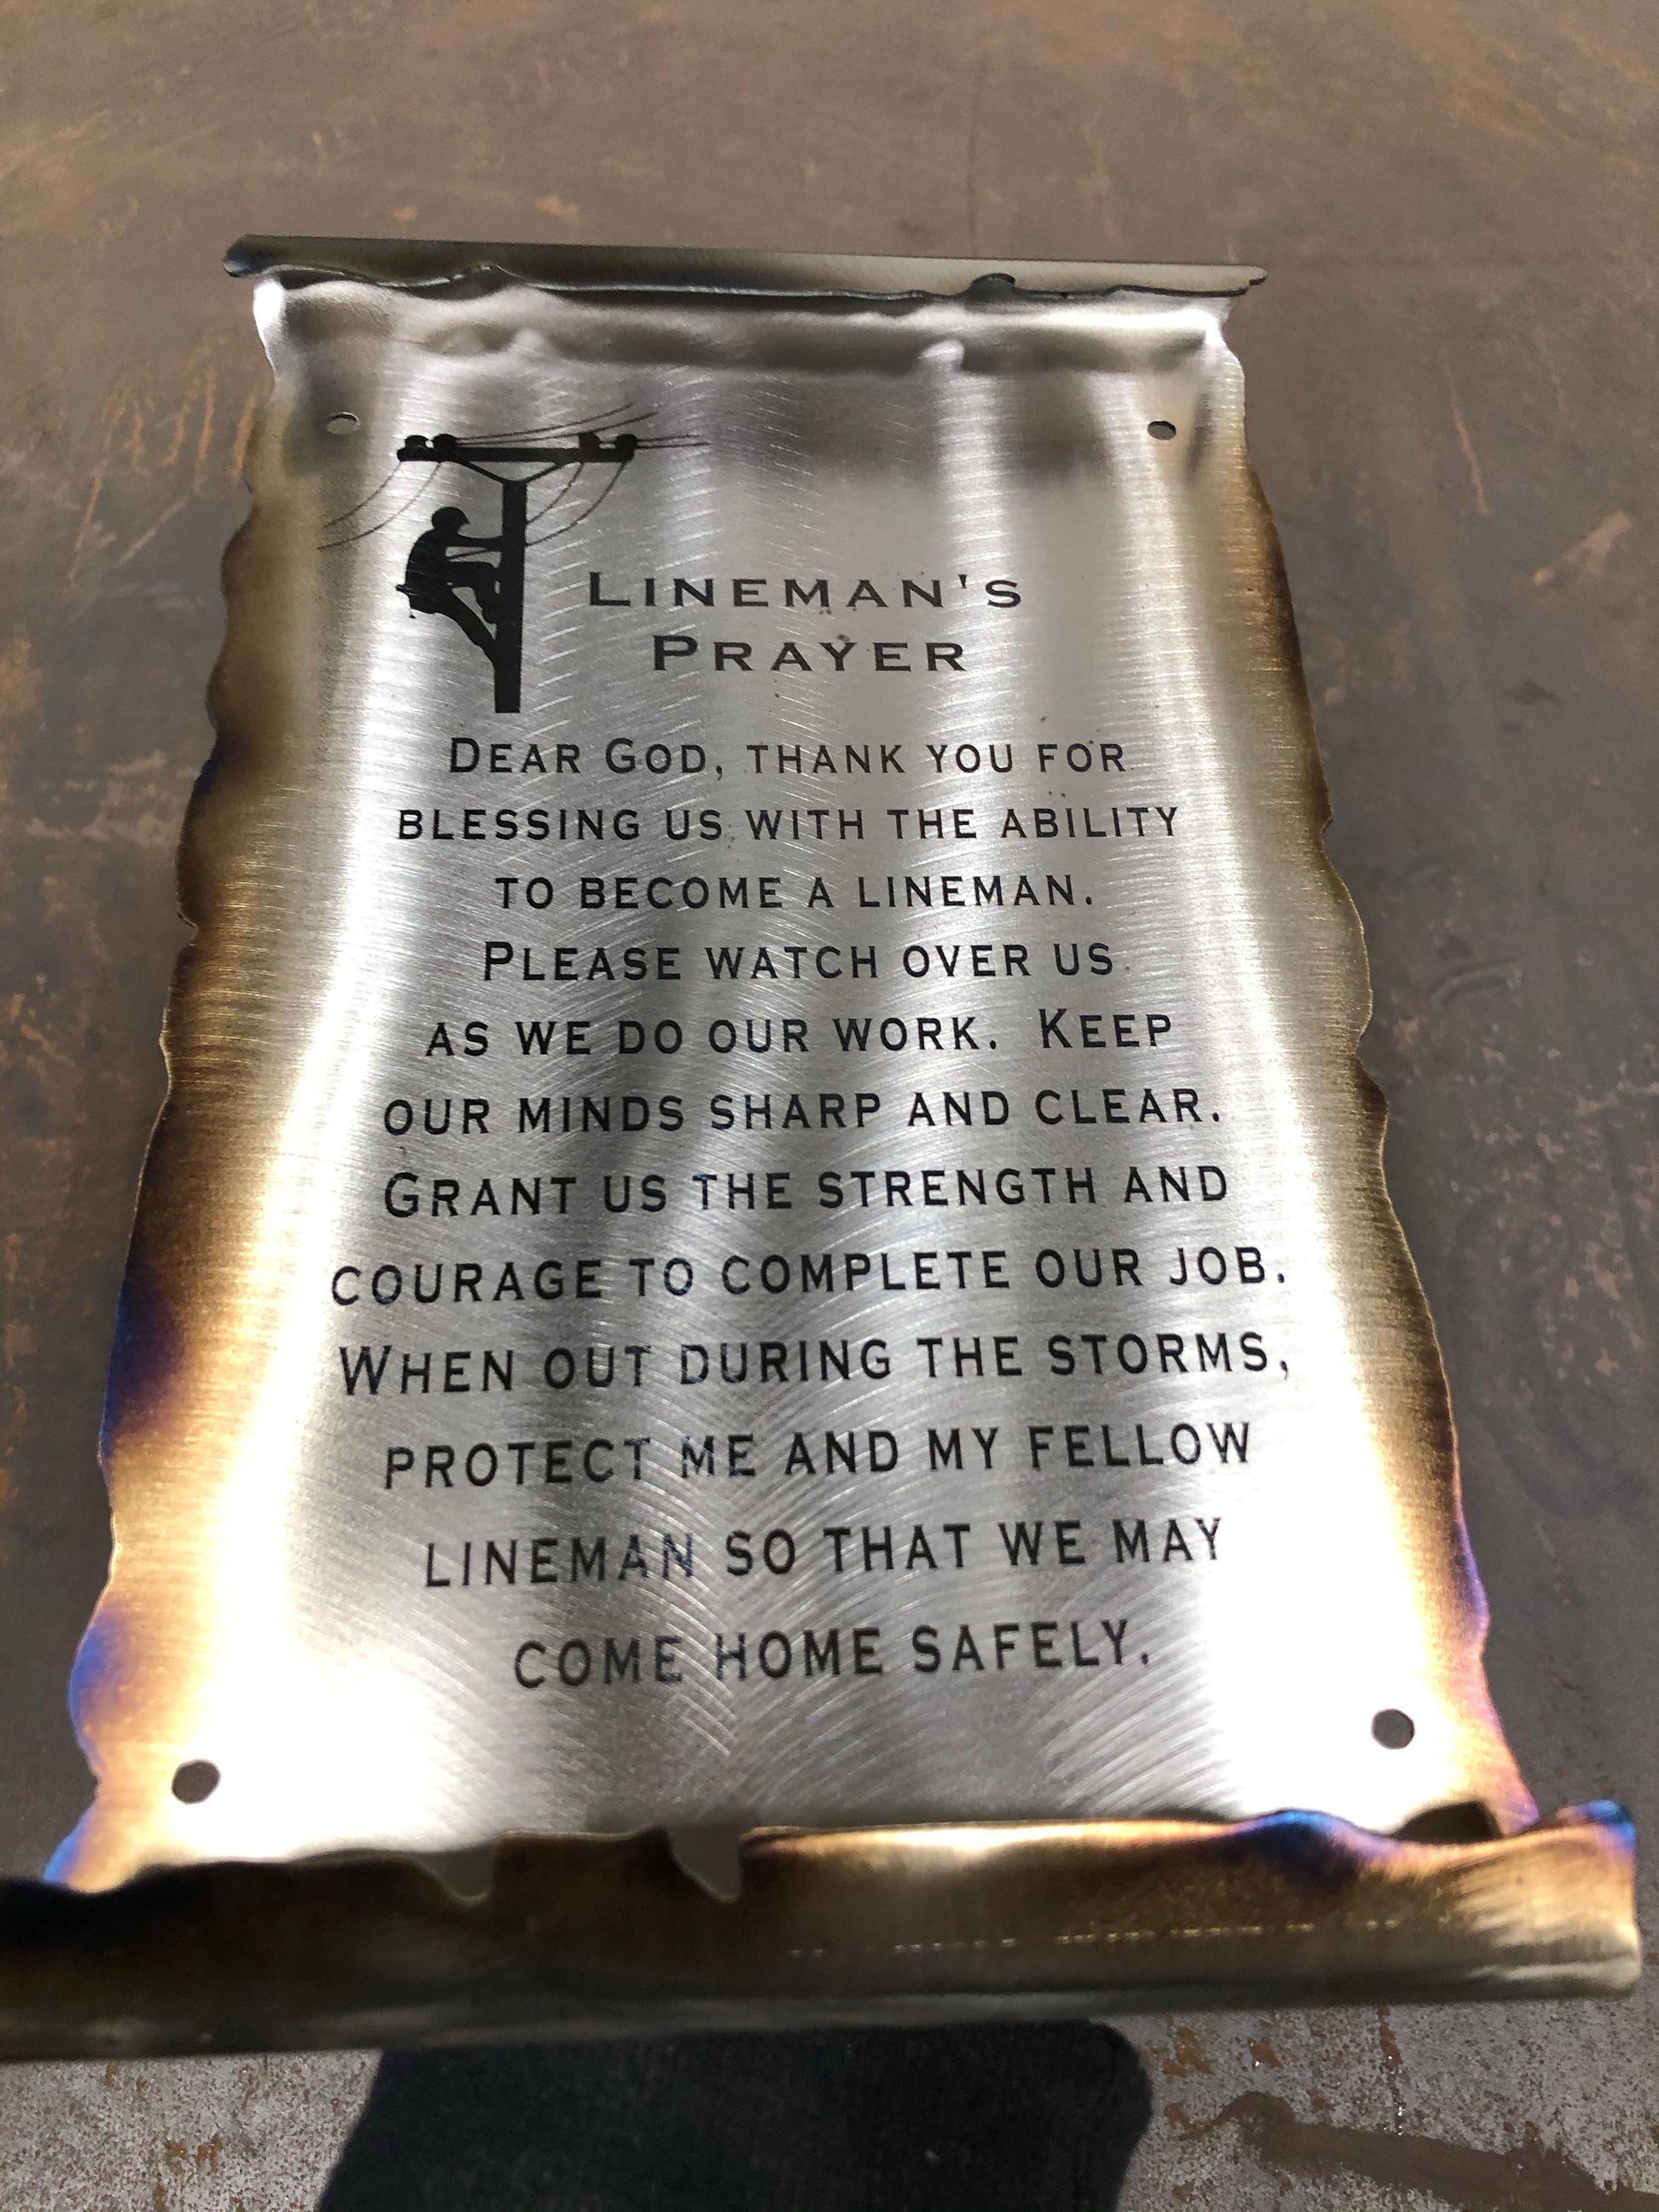 Lineman's
Prayer
Dear God, thank you for
blessing us with the ability
to become a lineman.
Please watch over us
as we do our work. Keep
our minds sharp and clear.
Grant us the strength and
courage to complete our job.
When out during the storms,
protect me and my fellow
lineman so that we may
come home safely.